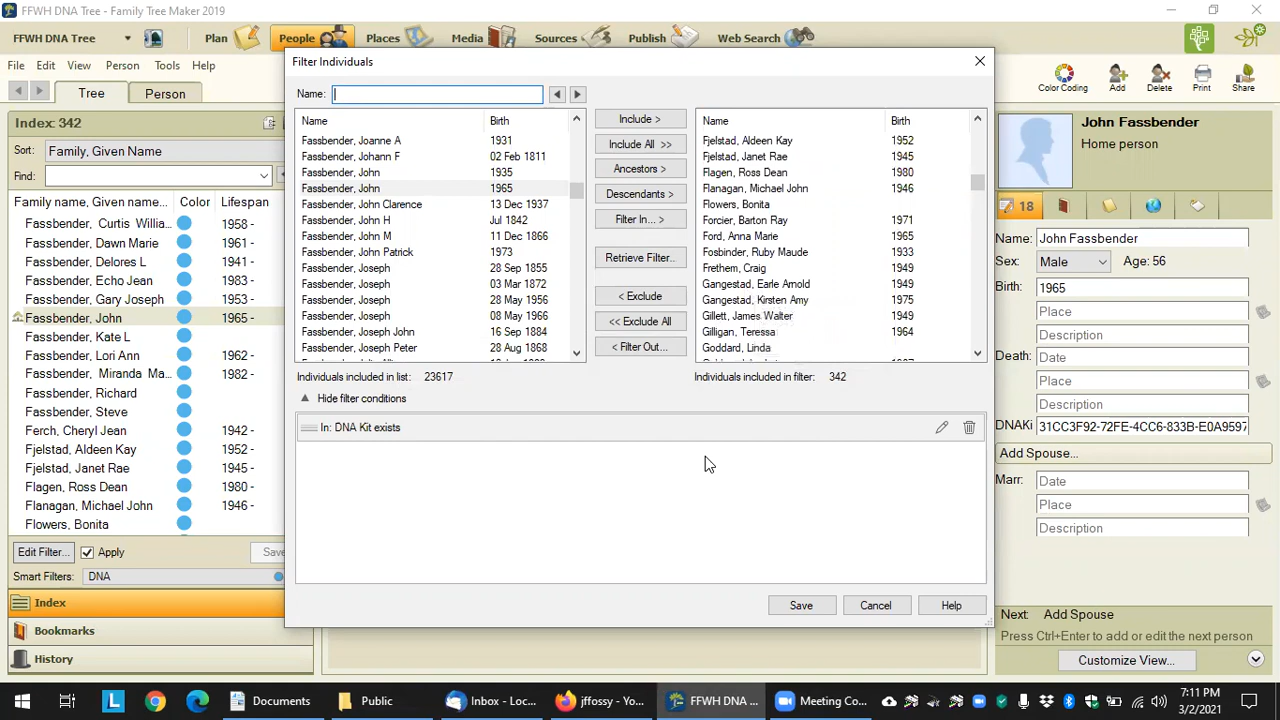 FFWH DNA Tree - Family Tree Maker 2019
FFWH DNA Tree
Plan
People
Places
Media
Sources
Publish
Web Search
File Edit View Person Tools Help
Tree
Person
Color Coding
Add
Delete
Print
Share
Index: 342
Sort: Family, Given Name
Find:
Family name, Given name... Color Lifespan
Fassbender, Curtis Willia... 1958 -
Fassbender, Dawn Marie 1961 -
Fassbender, Delores L 1941 -
Fassbender, Echo Jean 1983 -
Fassbender, Gary Joseph 1953 -
Fassbender, John 1965 -
Fassbender, Kate L
Fassbender, Lori Ann 1962 -
Fassbender, Miranda Ma... 1982 -
Fassbender, Richard
Fassbender, Steve
Ferch, Cheryl Jean 1942 -
Fjelstad, Aldeen Kay 1952 -
Fjelstad, Janet Rae 1945 -
Flagen, Ross Dean 1980 -
Flanagan, Michael John 1946 -
Flowers, Bonita
Edit Filter... Apply Save
Smart Filters: DNA
Index
Bookmarks
History
Filter Individuals
Name:
Name Birth
Fassbender, Joanne A 1931
Fassbender, Johann F 02 Feb 1811
Fassbender, John 1935
Fassbender, John 1965
Fassbender, John Clarence 13 Dec 1937
Fassbender, John H Jul 1842
Fassbender, John M 11 Dec 1866
Fassbender, John Patrick 1973
Fassbender, Joseph 28 Sep 1855
Fassbender, Joseph 03 Mar 1872
Fassbender, Joseph 28 May 1956
Fassbender, Joseph 08 May 1966
Fassbender, Joseph John 16 Sep 1884
Fassbender, Joseph Peter 28 Aug 1868
Individuals included in list: 23617
Include >
Include All >>
Ancestors >
Descendants >
Filter In... >
Retrieve Filter..
< Exclude
<< Exclude All
< Filter Out...
Name Birth
Fjelstad, Aldeen Kay 1952
Fjelstad, Janet Rae 1945
Flagen, Ross Dean 1980
Flanagan, Michael John 1946
Flowers, Bonita
Forcier, Barton Ray 1971
Ford, Anna Marie 1965
Fosbinder, Ruby Maude 1933
Frethem, Craig 1949
Gangestad, Earle Arnold 1949
Gangestad, Kirsten Amy 1975
Gillett, James Walter 1949
Gilligan, Teressa 1964
Goddard, Linda
Individuals included in filter: 342
Hide filter conditions
In: DNA Kit exists
Save Cancel Help
John Fassbender
Home person
18
Name: John Fassbender
Sex: Male Age: 56
Birth: 1965
Place
Description
Death: Date
Place
Description
DNAKi 31CC3F92-72FE-4CC6-833B-E0A9597
Add Spouse...
Marr: Date
Place
Description
Next: Add Spouse
Press Ctrl+Enter to add or edit the next person
Customize View...
Documents
Public
Inbox - Loc...
jffossy - Yo...
FFWH DNA ...
Meeting Co...
7:11 PM
3/2/2021